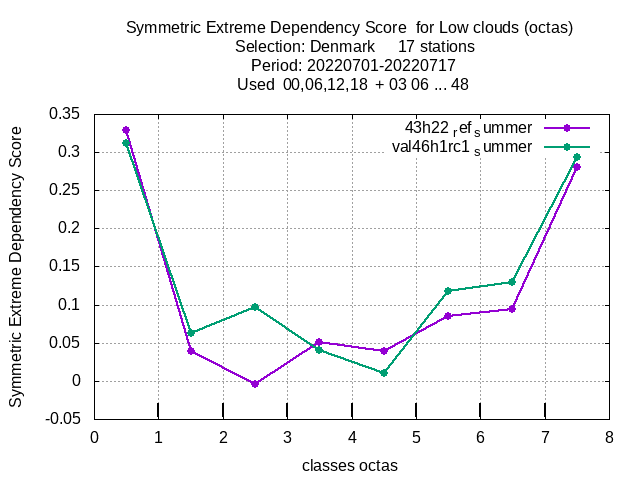 Symmetric Extreme Dependency Score  for Low clouds (octas)
Selection: Denmark     17 stations
Period: 20220701-20220717
Used  00,06,12,18  + 03 06 ... 48
43h22 ref summer
val46h1rc1 summer
Symmetric Extreme Dependency Score
0.35
0.3
0.25
0.2
0.15
0.1
0.05
0
-0.05
0 1 2 3 4 5 6 7 8
classes octas